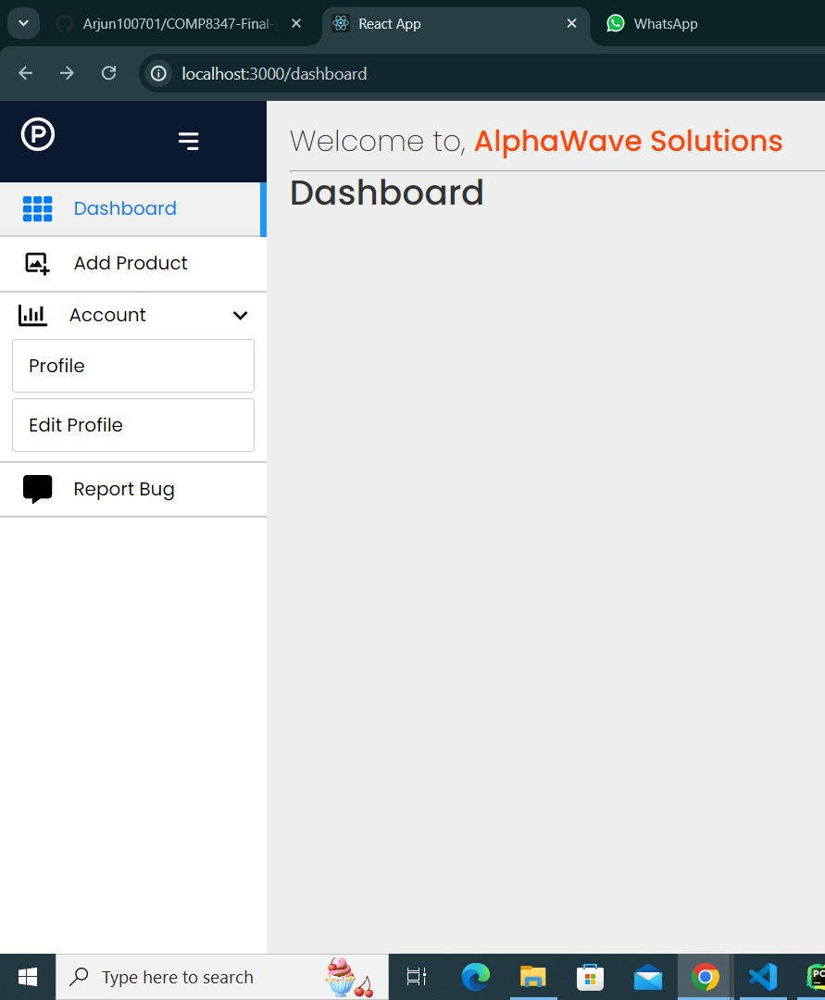 Arjun100701/COMP8347-Final-
React App
WhatsApp
localhost:3000/dashboard
P
Welcome to, AlphaWave Solutions
Dashboard
Dashboard
Add Product
Account
Profile
Edit Profile
Report Bug
Type here to search
PC